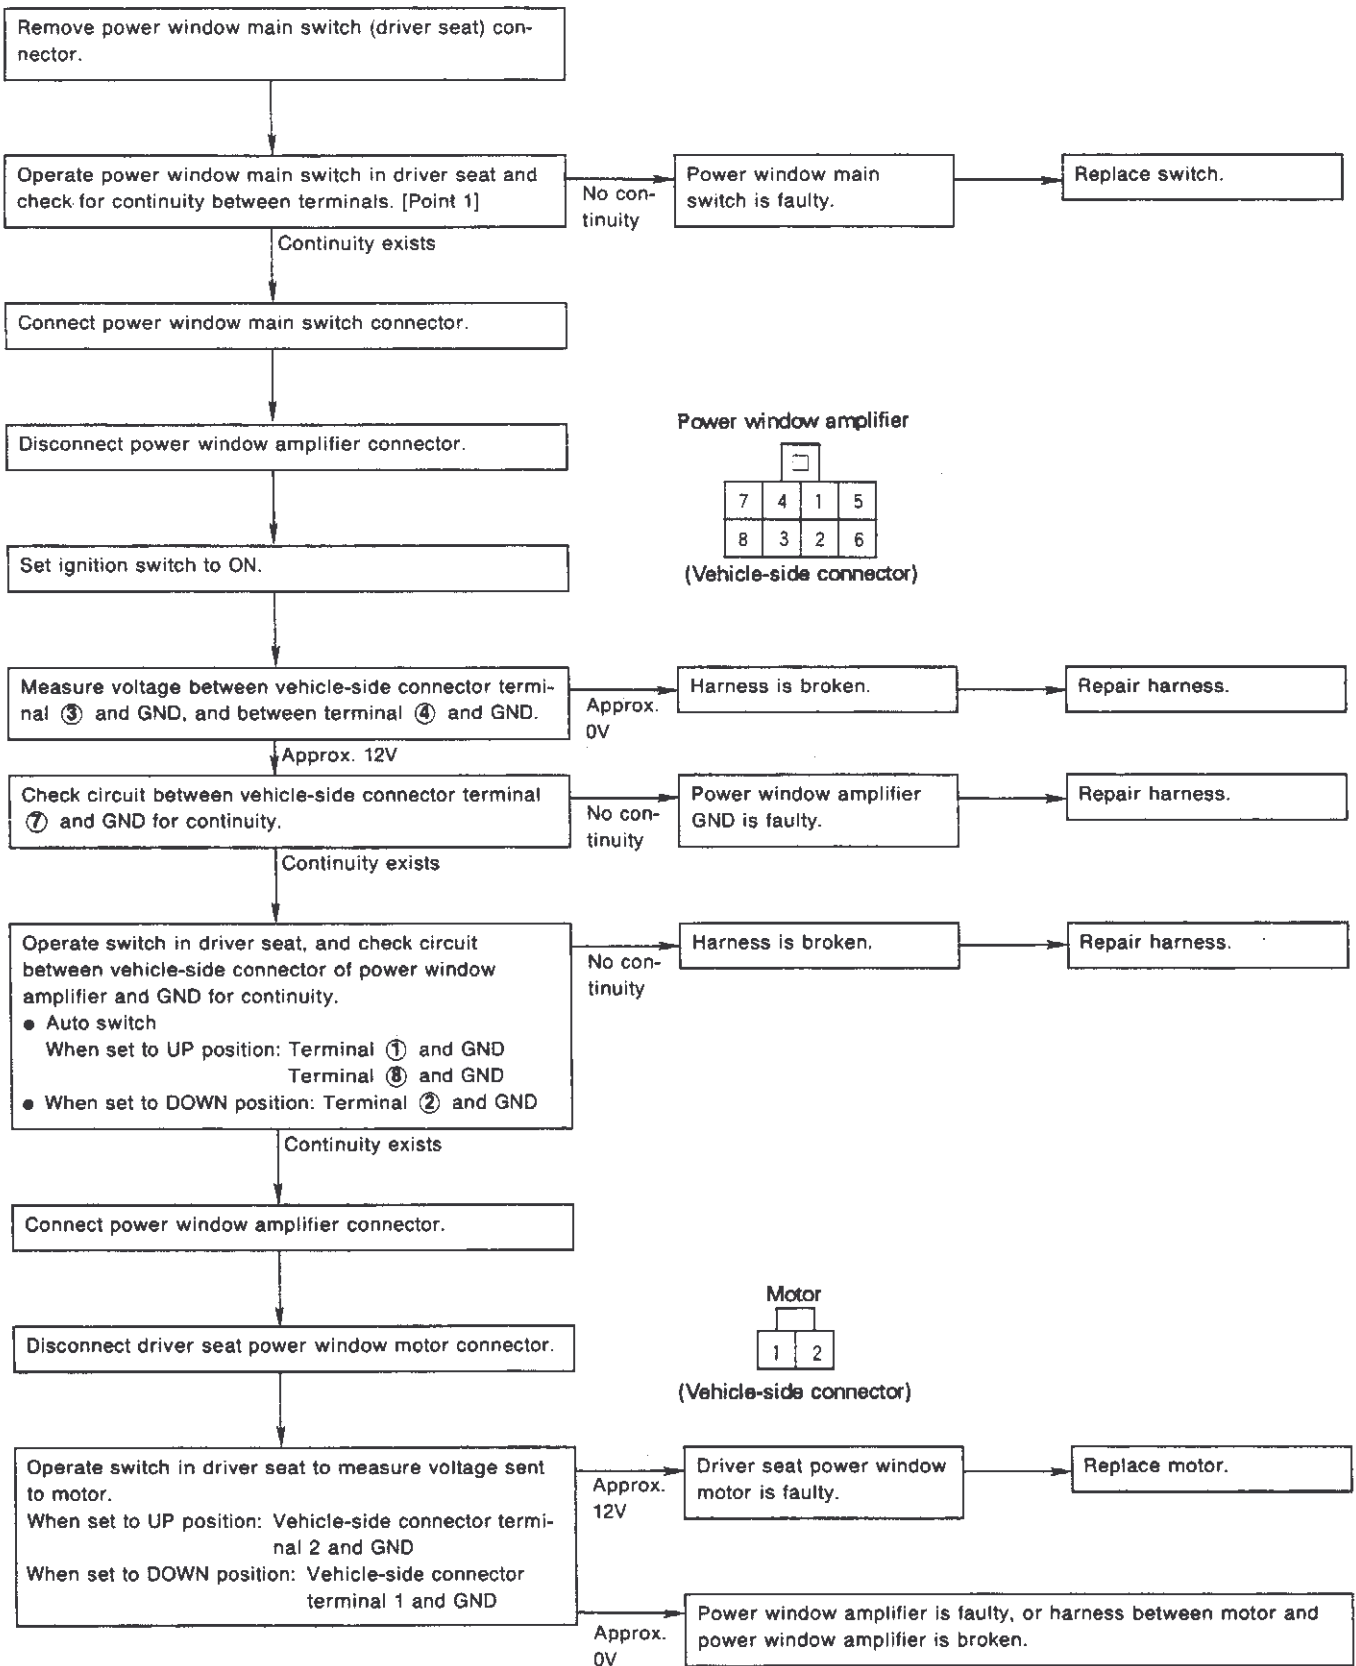 Remove power window main switch (driver seat) con-
nector.
Operate power window main switch in driver seat and
check for continuity between terminals. [Point 1]
No con-
tinuity
Power window main
switch is faulty.
Replace switch.
Continuity exists
Connect power window main switch connector.
Disconnect power window amplifier connector.
Power window amplifier
7 4 1 5
8 3 2 6
(Vehicle-side connector)
Set ignition switch to ON.
Measure voltage between vehicle-side connector termi-
nal ③ and GND, and between terminal ④ and GND.
Approx.
0V
Harness is broken.
Repair harness.
Approx. 12V
Check circuit between vehicle-side connector terminal
⑦ and GND for continuity.
No con-
tinuity
Power window amplifier
GND is faulty.
Repair harness.
Continuity exists
Operate switch in driver seat, and check circuit
between vehicle-side connector of power window
amplifier and GND for continuity.
● Auto switch
When set to UP position: Terminal ① and GND
Terminal ⑧ and GND
● When set to DOWN position: Terminal ② and GND
No con-
tinuity
Harness is broken.
Repair harness.
Continuity exists
Connect power window amplifier connector.
Disconnect driver seat power window motor connector.
Motor
1 2
(Vehicle-side connector)
Operate switch in driver seat to measure voltage sent
to motor.
When set to UP position: Vehicle-side connector termi-
nal 2 and GND
When set to DOWN position: Vehicle-side connector
terminal 1 and GND
Approx.
12V
Driver seat power window
motor is faulty.
Replace motor.
Approx.
0V
Power window amplifier is faulty, or harness between motor and
power window amplifier is broken.